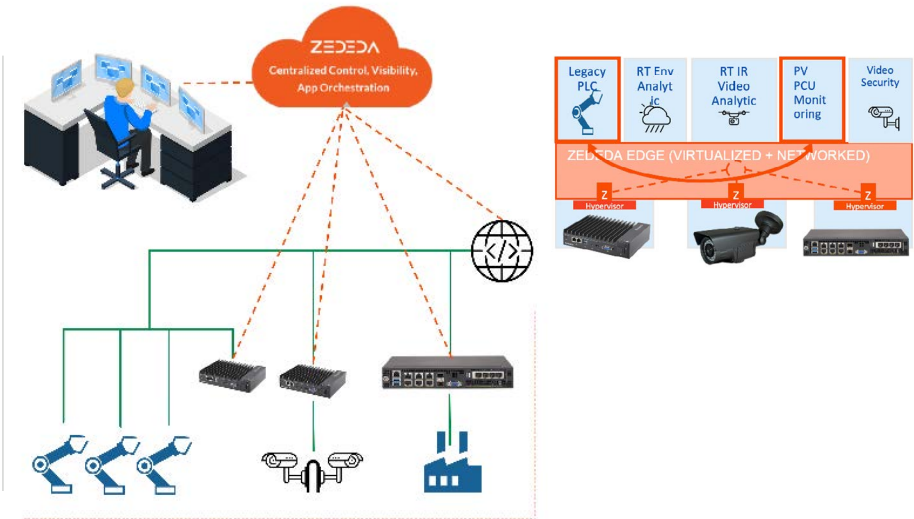 ZEDEDA
Centralized Control, Visibility,
App Orchestration
</>
Legacy
PLC
RT Env
Analyt
ic
RT IR
Video
Analytic
PV
PCU
Monit
oring
Video
Security
ZEDEDA EDGE (VIRTUALIZED + NETWORKED)
Z
Z
Z
Hypervisor
Hypervisor
Hypervisor